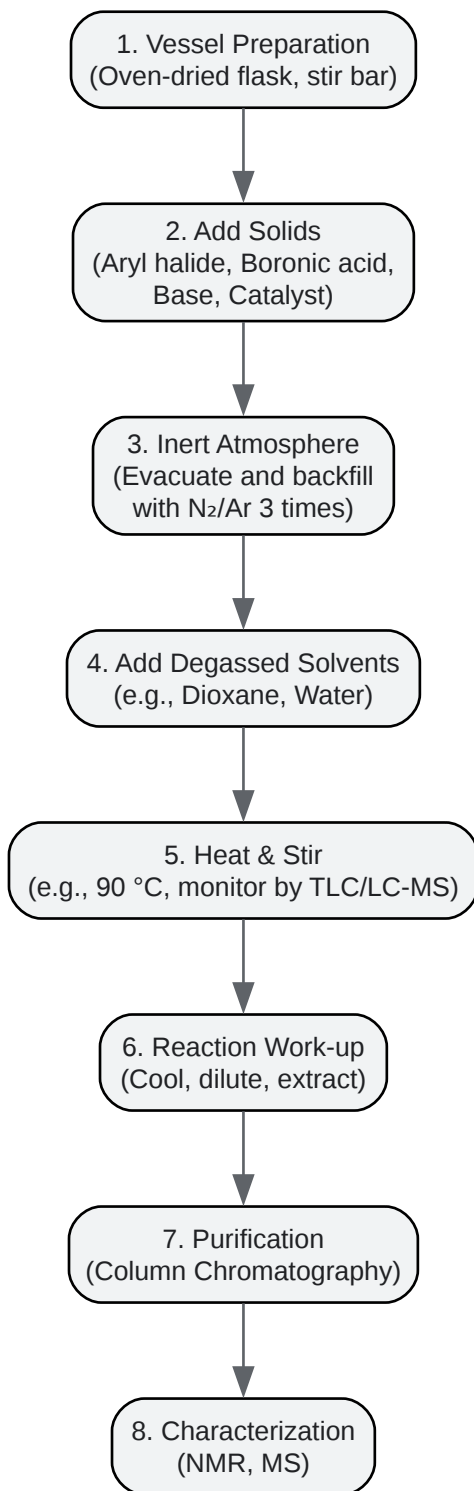 1. Vessel Preparation
(Oven-dried flask, stir bar)
2. Add Solids
(Aryl halide, Boronic acid,
Base, Catalyst)
3. Inert Atmosphere
(Evacuate and backfill
with N₂/Ar 3 times)
4. Add Degassed Solvents
(e.g., Dioxane, Water)
5. Heat & Stir
(e.g., 90 °C, monitor by TLC/LC-MS)
6. Reaction Work-up
(Cool, dilute, extract)
7. Purification
(Column Chromatography)
8. Characterization
(NMR, MS)